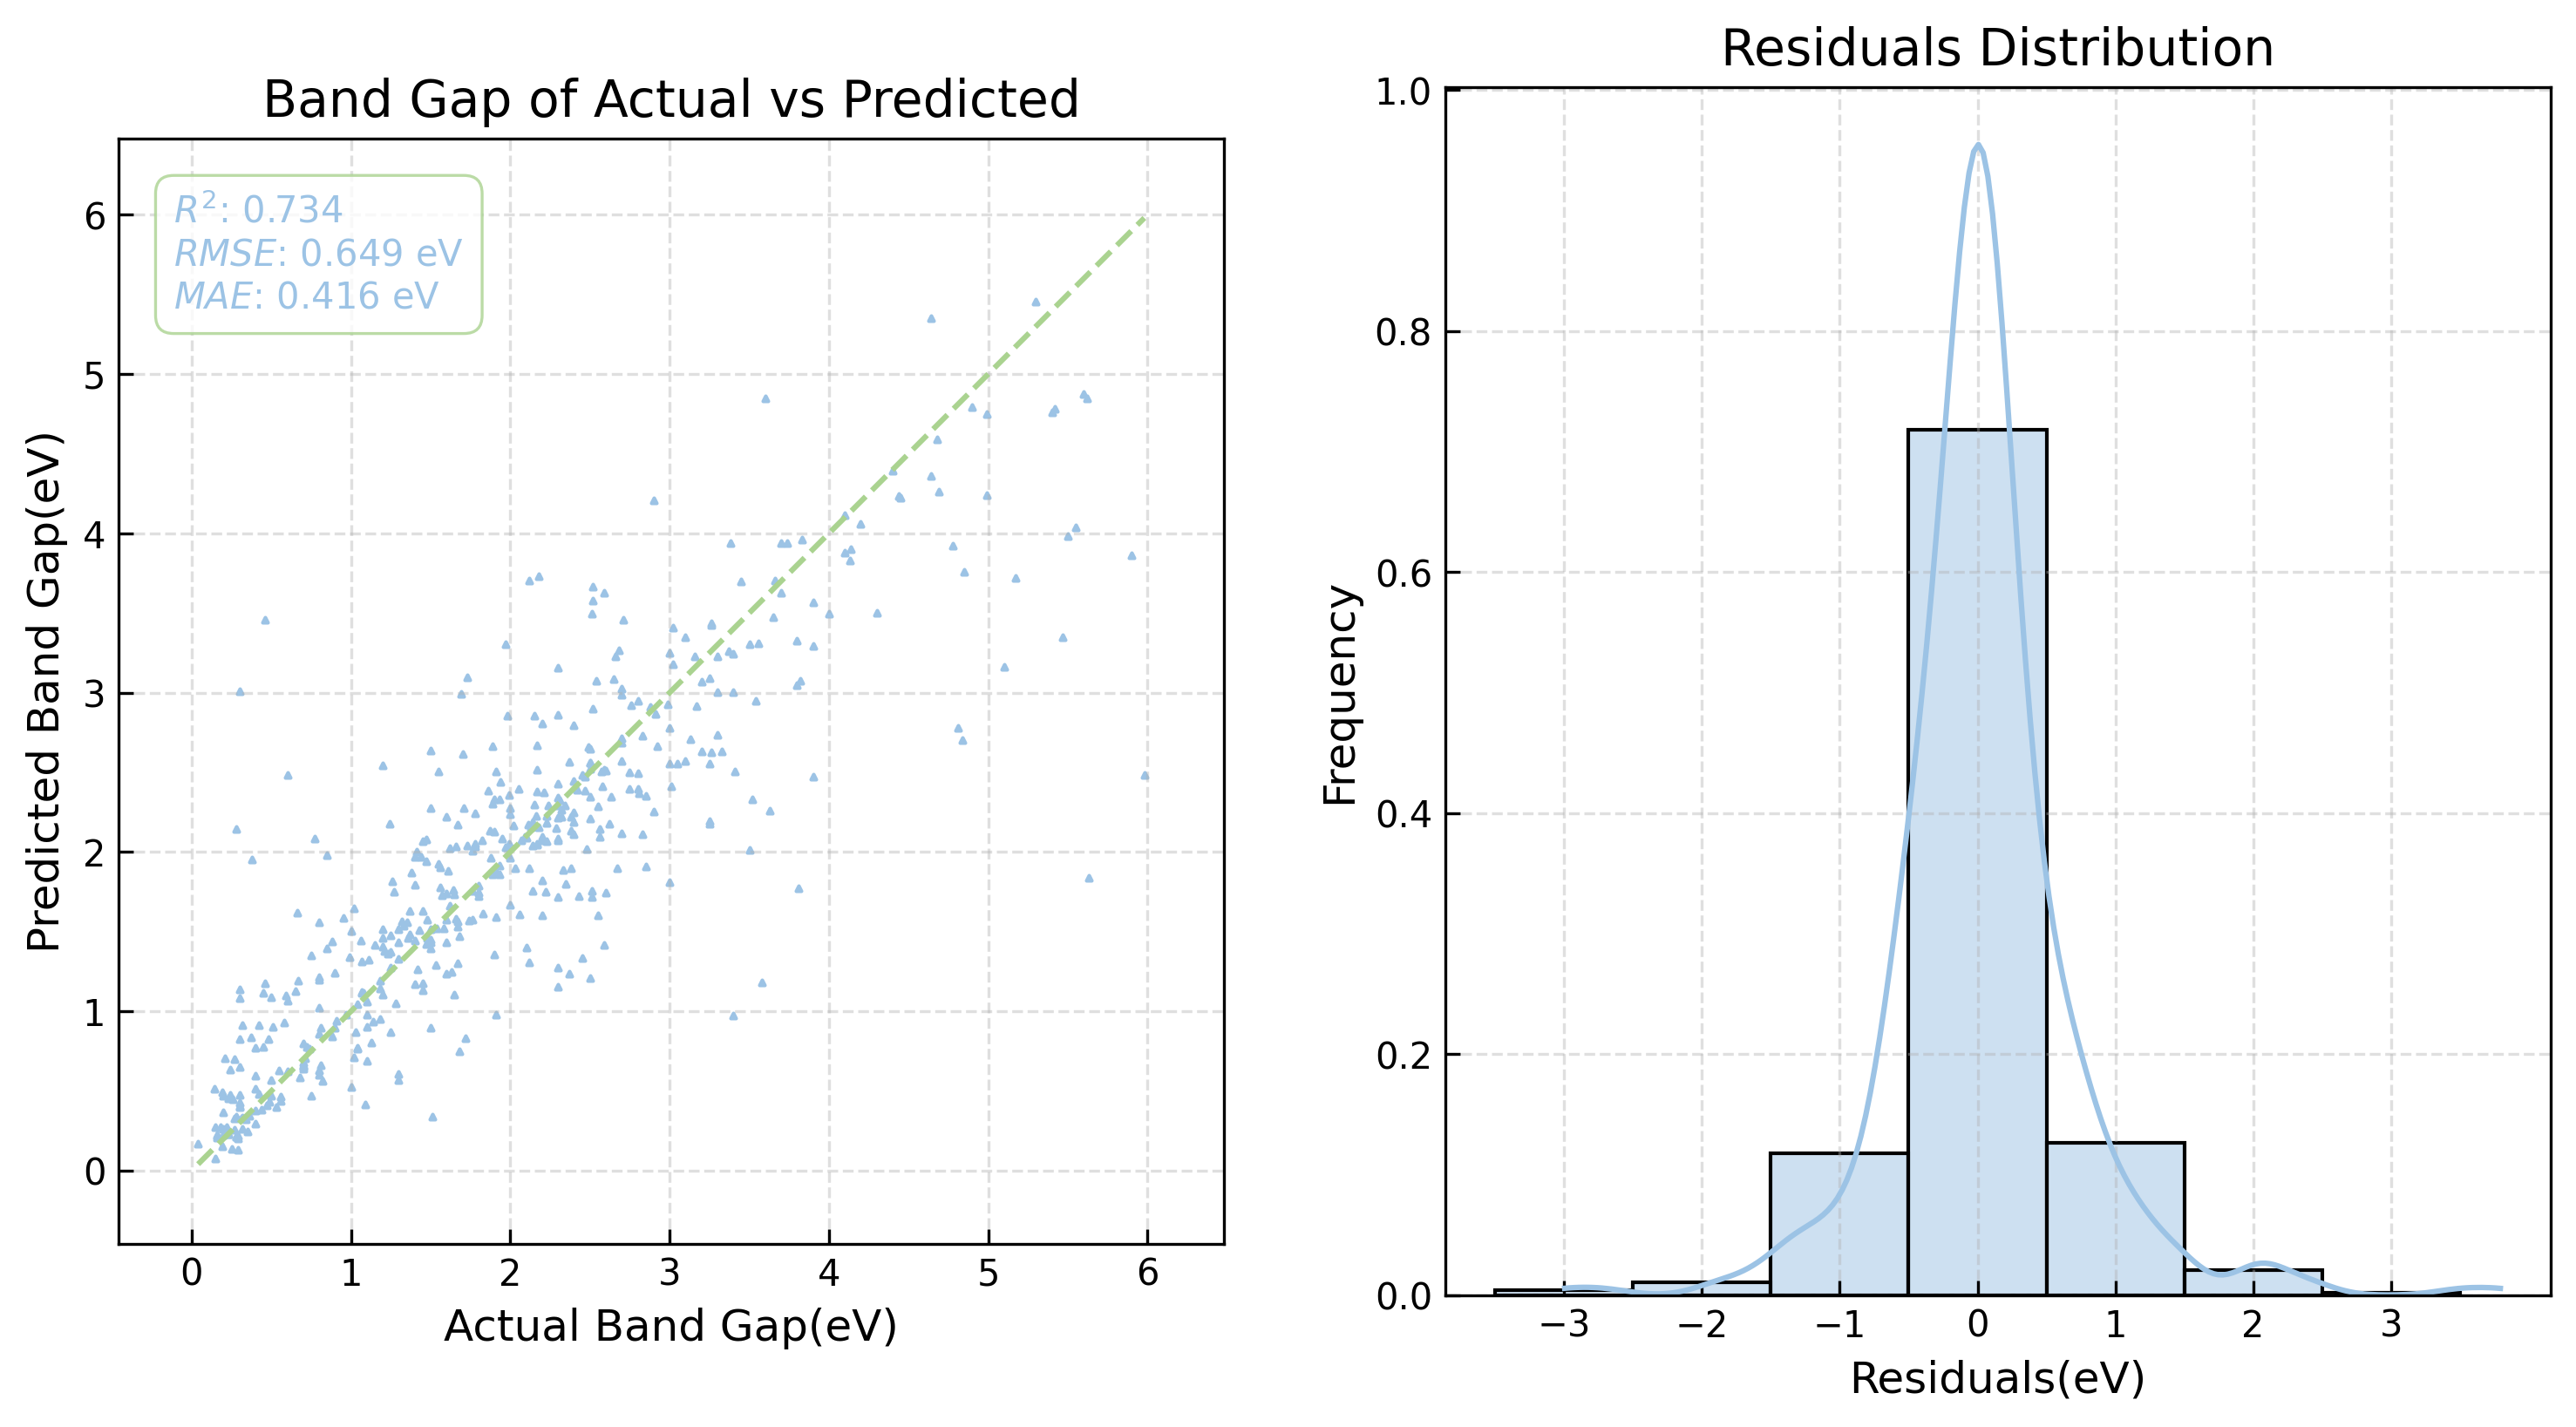 Band Gap of Actual vs Predicted
R²: 0.734
RMSE: 0.649 eV
MAE: 0.416 eV
6
5
4
3
2
1
0
Predicted Band Gap(eV)
0 1 2 3 4 5 6
Actual Band Gap(eV)
Residuals Distribution
1.0
0.8
0.6
0.4
0.2
0.0
Frequency
−3 −2 −1 0 1 2 3
Residuals(eV)